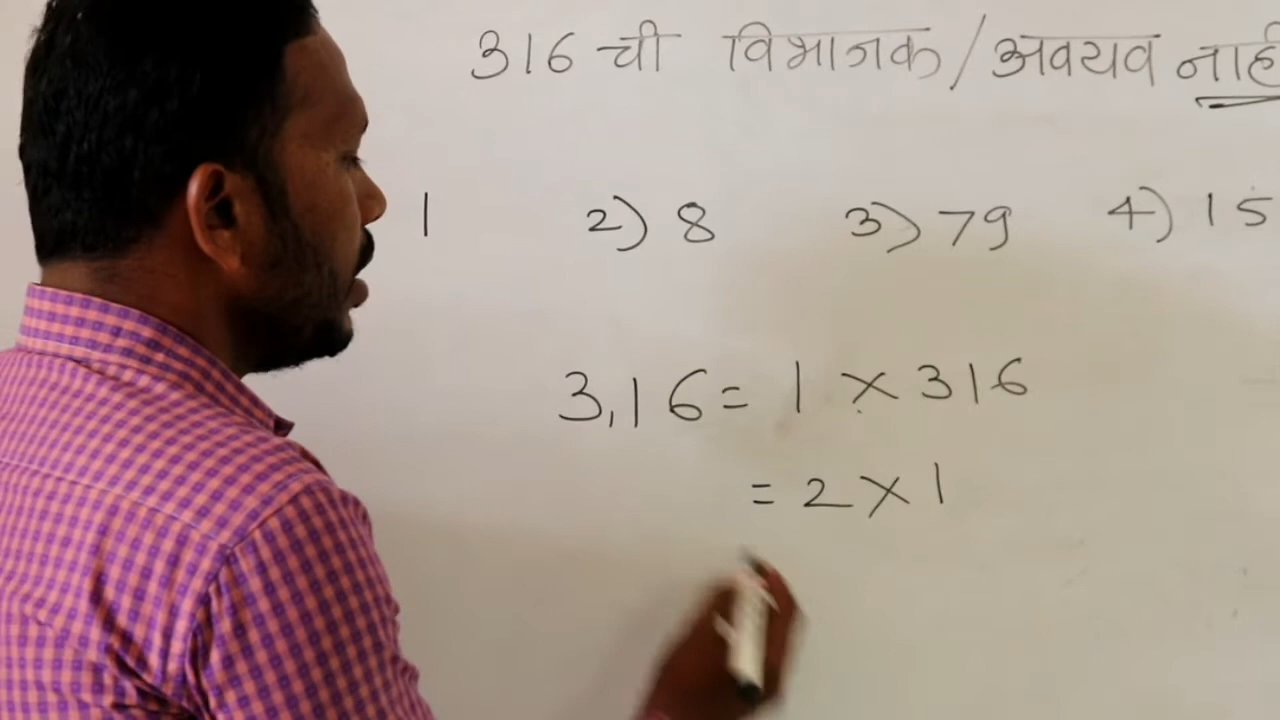 316 ची विभाजक / अवयव
1 2) 8 3) 79 4) 15
3,16 = 1 × 316
= 2 × 1